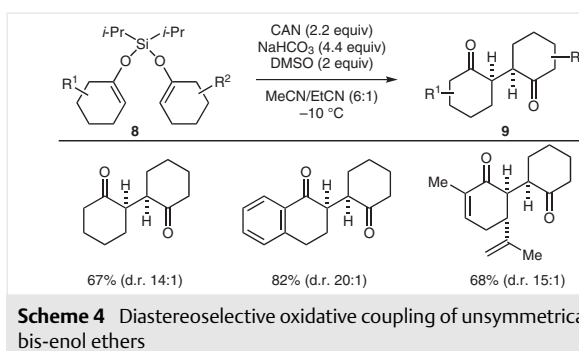 i-Pr i-Pr
Si
O O
R¹ R²
8
CAN (2.2 equiv)
NaHCO₃ (4.4 equiv)
DMSO (2 equiv)
MeCN/EtCN (6:1)
–10 °C
O H
R
R¹ H O
9
O H
H O
67% (d.r. 14:1)
O H
H O
82% (d.r. 20:1)
O H
Me
H O
Me
68% (d.r. 15:1)
Scheme 4 Diastereoselective oxidative coupling of unsymmetrica
bis-enol ethers